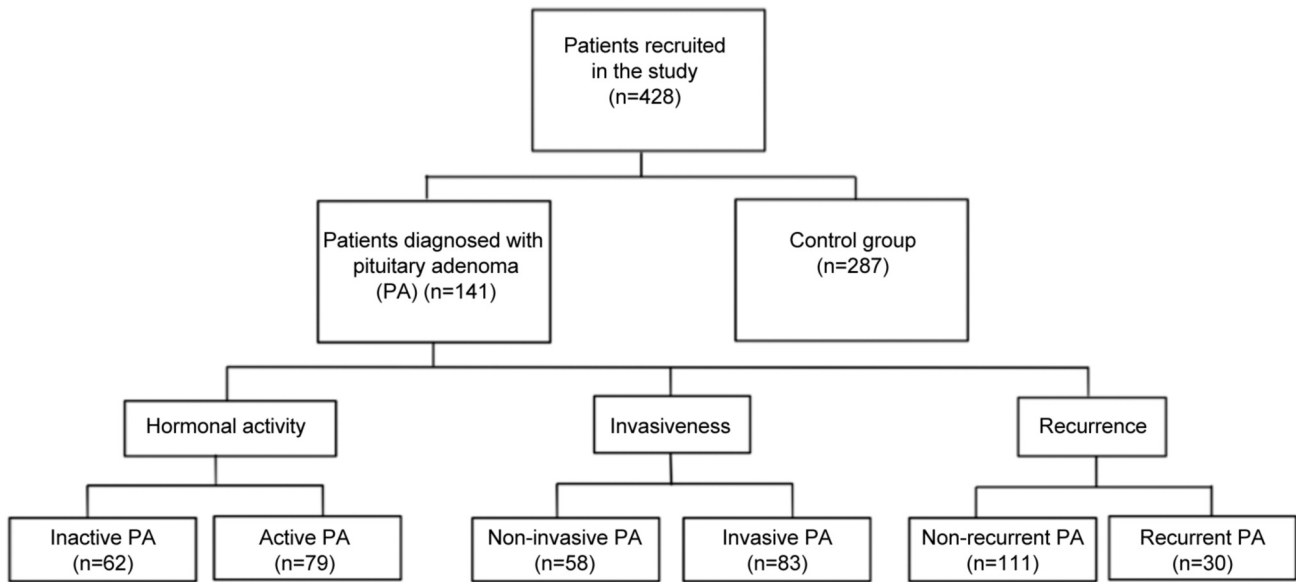 Patients recruited
in the study
(n=428)
Patients diagnosed with
pituitary adenoma
(PA) (n=141)
Control group
(n=287)
Hormonal activity
Invasiveness
Recurrence
Inactive PA
(n=62)
Active PA
(n=79)
Non-invasive PA
(n=58)
Invasive PA
(n=83)
Non-recurrent PA
(n=111)
Recurrent PA
(n=30)